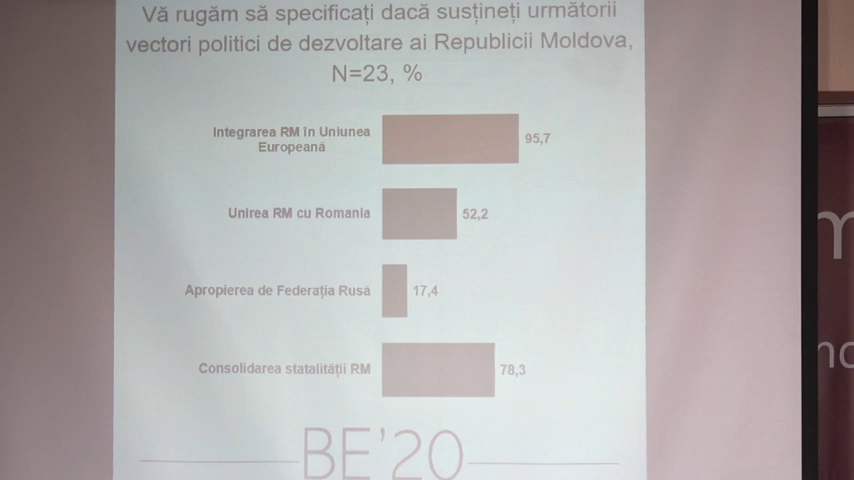 Vă rugăm să specificați dacă susțineți următorii
vectori politici de dezvoltare ai Republicii Moldova,
N=23, %
Integrarea RM în Uniunea
Europeană
95,7
Unirea RM cu Romania
52,2
Apropierea de Federația Rusă
17,4
Consolidarea statalității RM
78,3
BE'20